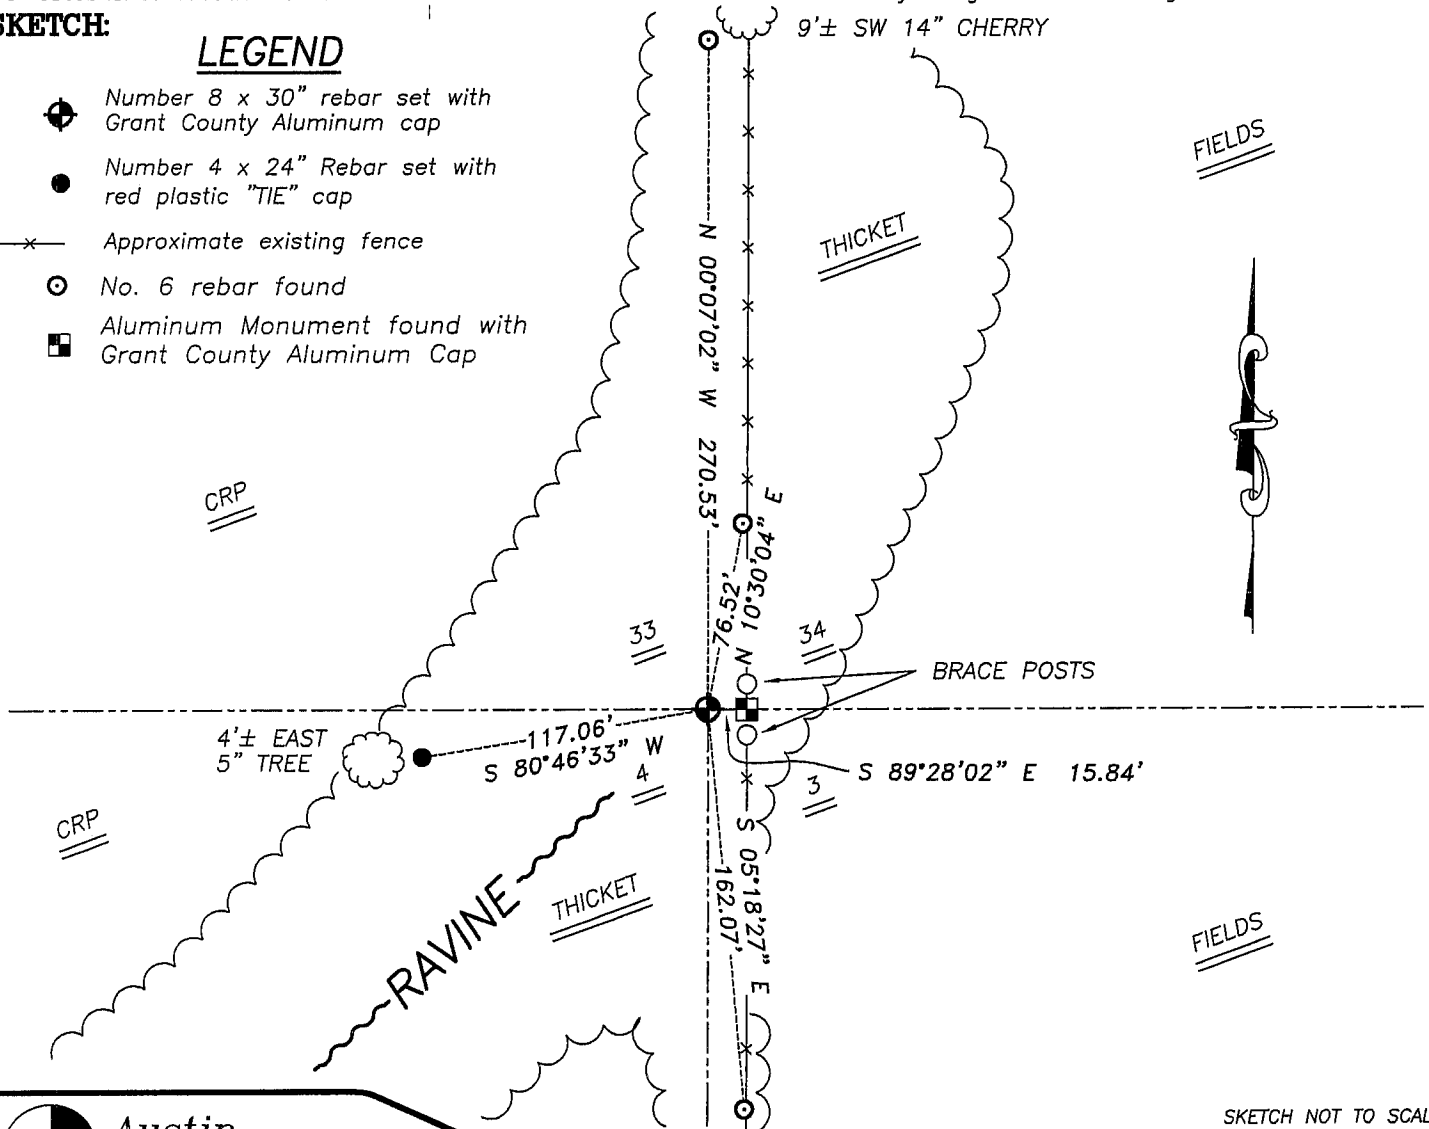 SKETCH:
9'± SW 14" CHERRY
LEGEND
Number 8 x 30" rebar set with
Grant County Aluminum cap
Number 4 x 24" Rebar set with
red plastic "TIE" cap
Approximate existing fence
No. 6 rebar found
Aluminum Monument found with
Grant County Aluminum Cap
FIELDS
THICKET
N 00°07'02" W 270.53'
CRP
76.52'
N 10°30'04" E
33
34
BRACE POSTS
4'± EAST
5" TREE
117.06'
S 80°46'33" W
4
3
S 89°28'02" E 15.84'
CRP
RAVINE
THICKET
162.07'
S 05°18'27" E
FIELDS
Austin
SKETCH NOT TO SCAL